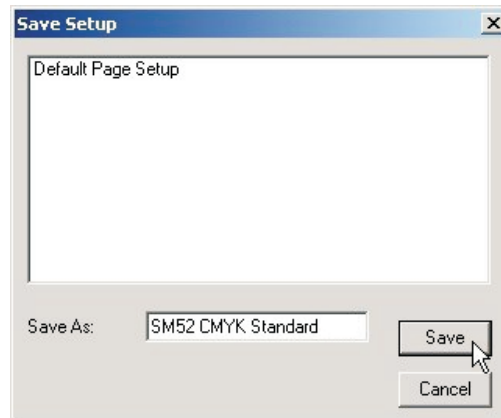 Save Setup
Default Page Setup
Save As: SM52 CMYK Standard
Save
Cancel